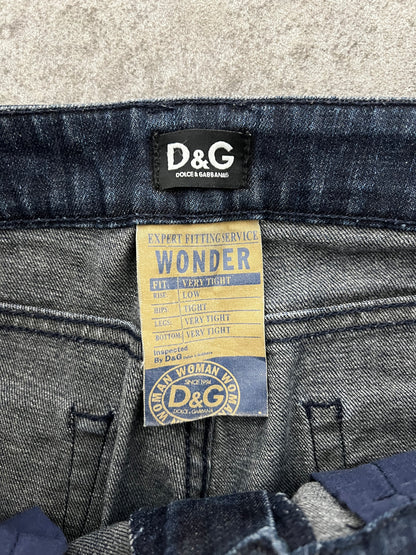 D&G
DOLCE & GABBANA
EXPERT FITTING SERVICE
WONDER
FIT: VERY TIGHT
RISE: LOW
HIPS: TIGHT
LEGS: VERY TIGHT
BOTTOM: VERY TIGHT
Inspected
By D&G
WOMAN WOMAN WOMAN
SINCE 1994
D&G
DOLCE & GABBANA